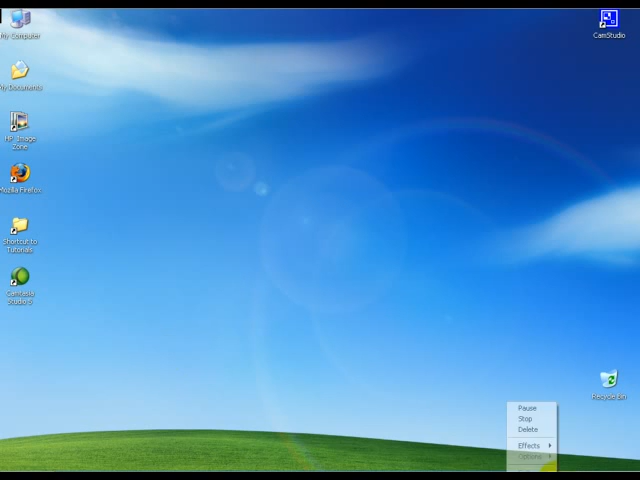 My Computer
My Documents
HP Image
Zone
Mozilla Firefox
Shortcut to
Tutorials
Camtasia
Studio 5
CamStudio
Recycle Bin
Pause
Stop
Delete
Effects
Options